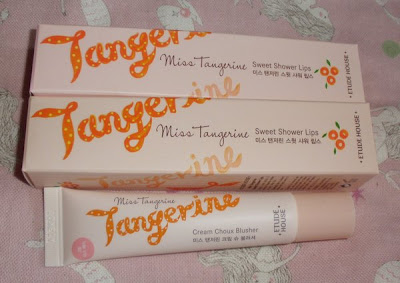 Tangerine
Miss Tangerine
Sweet Shower Lips
미스 탠저린 스윗 샤워 립스
ETUDE HOUSE
Tangerine
Miss Tangerine
Sweet Shower Lips
미스 탠저린 스윗 샤워 립스
ETUDE HOUSE
Miss Tangerine
Tangerine
Cream Choux Blusher
미스 탠저린 크림 슈 블러셔
ETUDE HOUSE